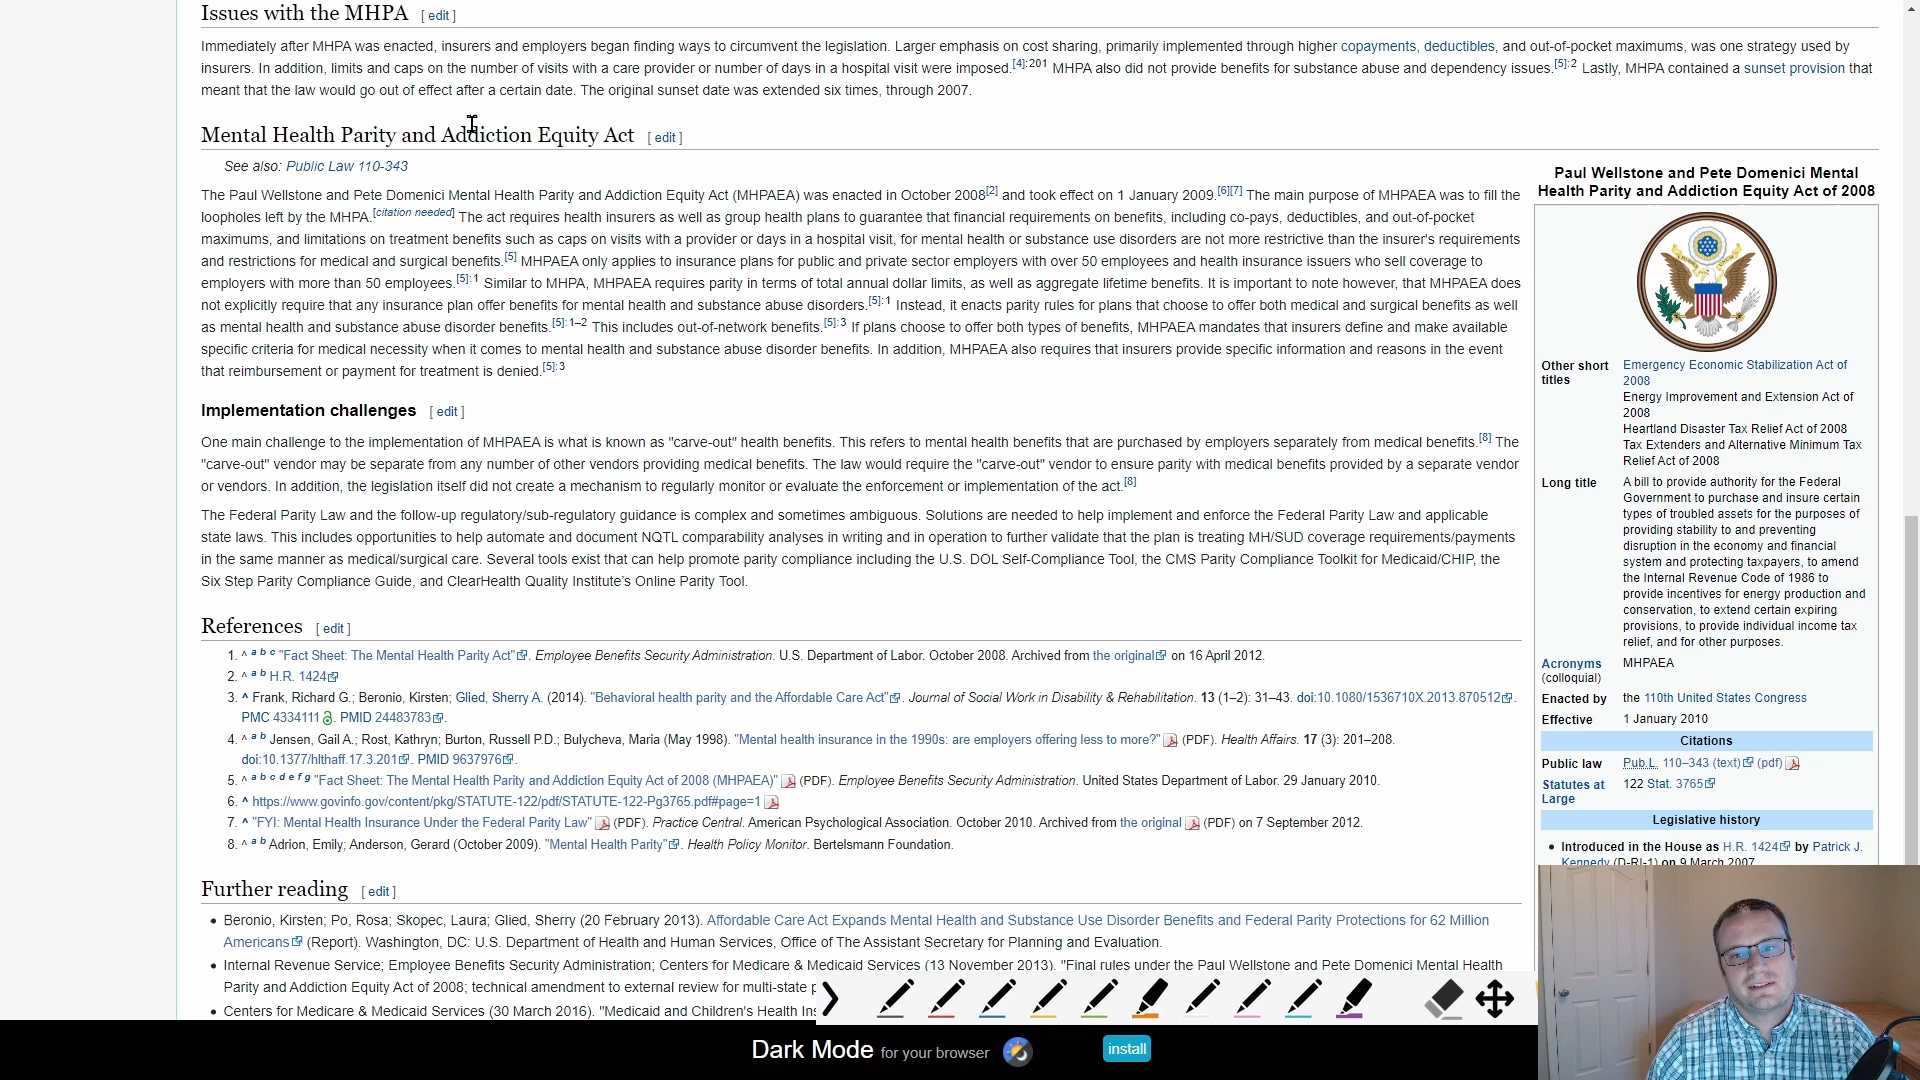 Issues with the MHPA [ edit ]
Immediately after MHPA was enacted, insurers and employers began finding ways to circumvent the legislation. Larger emphasis on cost sharing, primarily implemented through higher copayments, deductibles, and out-of-pocket maximums, was one strategy used by
insurers. In addition, limits and caps on the number of visits with a care provider or number of days in a hospital visit were imposed.[4]:201 MHPA also did not provide benefits for substance abuse and dependency issues.[5]:2 Lastly, MHPA contained a sunset provision that
meant that the law would go out of effect after a certain date. The original sunset date was extended six times, through 2007.
Mental Health Parity and Addiction Equity Act [ edit ]
See also: Public Law 110-343
The Paul Wellstone and Pete Domenici Mental Health Parity and Addiction Equity Act (MHPAEA) was enacted in October 2008[2] and took effect on 1 January 2009.[6][7] The main purpose of MHPAEA was to fill the
loopholes left by the MHPA.[citation needed] The act requires health insurers as well as group health plans to guarantee that financial requirements on benefits, including co-pays, deductibles, and out-of-pocket
maximums, and limitations on treatment benefits such as caps on visits with a provider or days in a hospital visit, for mental health or substance use disorders are not more restrictive than the insurer's requirements
and restrictions for medical and surgical benefits.[5] MHPAEA only applies to insurance plans for public and private sector employers with over 50 employees and health insurance issuers who sell coverage to
employers with more than 50 employees.[5]:1 Similar to MHPA, MHPAEA requires parity in terms of total annual dollar limits, as well as aggregate lifetime benefits. It is important to note however, that MHPAEA does
not explicitly require that any insurance plan offer benefits for mental health and substance abuse disorders.[5]:1 Instead, it enacts parity rules for plans that choose to offer both medical and surgical benefits as well
as mental health and substance abuse disorder benefits.[5]:1–2 This includes out-of-network benefits.[5]:3 If plans choose to offer both types of benefits, MHPAEA mandates that insurers define and make available
specific criteria for medical necessity when it comes to mental health and substance abuse disorder benefits. In addition, MHPAEA also requires that insurers provide specific information and reasons in the event
that reimbursement or payment for treatment is denied.[5]:3
Implementation challenges [ edit ]
One main challenge to the implementation of MHPAEA is what is known as "carve-out" health benefits. This refers to mental health benefits that are purchased by employers separately from medical benefits.[8] The
"carve-out" vendor may be separate from any number of other vendors providing medical benefits. The law would require the "carve-out" vendor to ensure parity with medical benefits provided by a separate vendor
or vendors. In addition, the legislation itself did not create a mechanism to regularly monitor or evaluate the enforcement or implementation of the act.[8]
The Federal Parity Law and the follow-up regulatory/sub-regulatory guidance is complex and sometimes ambiguous. Solutions are needed to help implement and enforce the Federal Parity Law and applicable
state laws. This includes opportunities to help automate and document NQTL comparability analyses in writing and in operation to further validate that the plan is treating MH/SUD coverage requirements/payments
in the same manner as medical/surgical care. Several tools exist that can help promote parity compliance including the U.S. DOL Self-Compliance Tool, the CMS Parity Compliance Toolkit for Medicaid/CHIP, the
Six Step Parity Compliance Guide, and ClearHealth Quality Institute's Online Parity Tool.
References [ edit ]
1. ^ a b c "Fact Sheet: The Mental Health Parity Act". Employee Benefits Security Administration. U.S. Department of Labor. October 2008. Archived from the original on 16 April 2012.
2. ^ a b H.R. 1424
3. ^ Frank, Richard G.; Beronio, Kirsten; Glied, Sherry A. (2014). "Behavioral health parity and the Affordable Care Act". Journal of Social Work in Disability & Rehabilitation. 13 (1–2): 31–43. doi:10.1080/1536710X.2013.870512.
PMC 4334111. PMID 24483783.
4. ^ a b Jensen, Gail A.; Rost, Kathryn; Burton, Russell P.D.; Bulycheva, Maria (May 1998). "Mental health insurance in the 1990s: are employers offering less to more?" (PDF). Health Affairs. 17 (3): 201–208.
doi:10.1377/hlthaff.17.3.201. PMID 9637976.
5. ^ a b c d e f g "Fact Sheet: The Mental Health Parity and Addiction Equity Act of 2008 (MHPAEA)" (PDF). Employee Benefits Security Administration. United States Department of Labor. 29 January 2010.
6. ^ https://www.govinfo.gov/content/pkg/STATUTE-122/pdf/STATUTE-122-Pg3765.pdf#page=1
7. ^ "FYI: Mental Health Insurance Under the Federal Parity Law" (PDF). Practice Central. American Psychological Association. October 2010. Archived from the original (PDF) on 7 September 2012.
8. ^ a b Adrion, Emily; Anderson, Gerard (October 2009). "Mental Health Parity". Health Policy Monitor. Bertelsmann Foundation.
Further reading [ edit ]
• Beronio, Kirsten; Po, Rosa; Skopec, Laura; Glied, Sherry (20 February 2013). Affordable Care Act Expands Mental Health and Substance Use Disorder Benefits and Federal Parity Protections for 62 Million
Americans (Report). Washington, DC: U.S. Department of Health and Human Services, Office of The Assistant Secretary for Planning and Evaluation.
• Internal Revenue Service; Employee Benefits Security Administration; Centers for Medicare & Medicaid Services (13 November 2013). "Final rules under the Paul Wellstone and Pete Domenici Mental Health
Parity and Addiction Equity Act of 2008; technical amendment to external review for multi-state p
• Centers for Medicare & Medicaid Services (30 March 2016). "Medicaid and Children's Health Ins
Paul Wellstone and Pete Domenici Mental
Health Parity and Addiction Equity Act of 2008
Other short titles
Emergency Economic Stabilization Act of
2008
Energy Improvement and Extension Act of
2008
Heartland Disaster Tax Relief Act of 2008
Tax Extenders and Alternative Minimum Tax
Relief Act of 2008
Long title
A bill to provide authority for the Federal
Government to purchase and insure certain
types of troubled assets for the purposes of
providing stability to and preventing
disruption in the economy and financial
system and protecting taxpayers, to amend
the Internal Revenue Code of 1986 to
provide incentives for energy production and
conservation, to extend certain expiring
provisions, to provide individual income tax
relief, and for other purposes.
Acronyms MHPAEA
(colloquial)
Enacted by the 110th United States Congress
Effective 1 January 2010
Citations
Public law Pub.L. 110–343 (text) (pdf)
Statutes at 122 Stat. 3765
Large
Legislative history
• Introduced in the House as H.R. 1424 by Patrick J.
Kennedy (D-RI-1) on 9 March 2007
Dark Mode for your browser
install